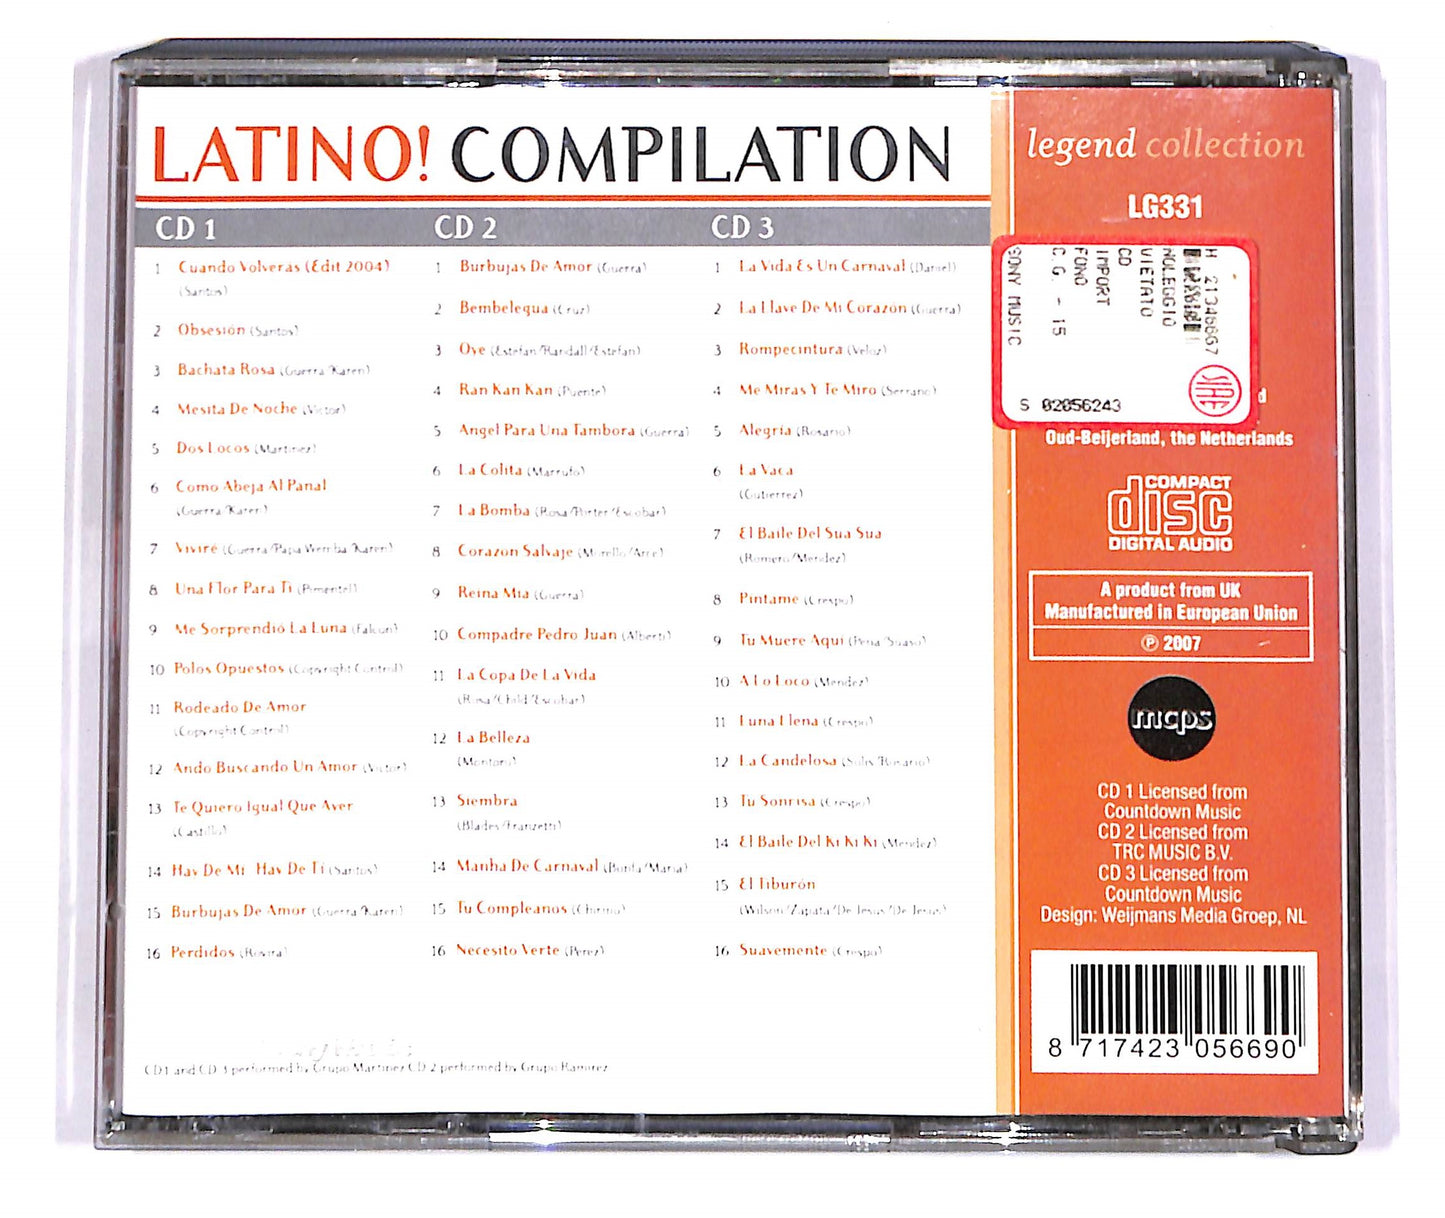 LATINO! COMPILATION
CD 1
1 Cuando Volveras (Edit 2004)
(Santos)
2 Obsesión (Santos)
3 Bachata Rosa (Guerra/Karen)
4 Mesita De Noche (Victor)
5 Dos Locos (Martinez)
6 Como Abeja Al Panal
(Guerra/Karen)
7 Viviré (Guerra/Papa Wemba/Karen)
8 Una Flor Para Ti (Pimentel)
9 Me Sorprendió La Luna (Falcon)
10 Polos Opuestos (Copyright Control)
11 Rodeado De Amor
(Copyright Control)
12 Ando Buscando Un Amor (Victor)
13 Te Quiero Igual Que Ayer
(Castillo)
14 Hay De Mi, Hay De Ti (Santos)
15 Burbujas De Amor (Guerra/Karen)
16 Perdidos (Rovira)
CD 2
1 Burbujas De Amor (Guerra)
2 Bembelequa (Cruz)
3 Oye (Estefan/Randall/Estefan)
4 Ran Kan Kan (Puente)
5 Angel Para Una Tambora (Guerra)
6 La Colita (Marrufo)
7 La Bomba (Rosa/Porter/Escobar)
8 Corazon Salvaje (Morello/Arce)
9 Reina Mia (Guerra)
10 Compadre Pedro Juan (Alberti)
11 La Copa De La Vida
(Rosa/Child/Escobar)
12 La Belleza
(Montoro)
13 Siembra
(Blades/Franzetti)
14 Manha De Carnaval (Bonfa/Maria)
15 Tu Compleanos (Chirino)
16 Necesito Verte (Perez)
CD 3
1 La Vida Es Un Carnaval (Daniel)
2 La Llave De Mi Corazón (Guerra)
3 Rompecintura (Veloz)
4 Me Miras Y Te Miro (Serrano)
5 Alegria (Rosario)
6 La Vaca
(Gutierrez)
7 El Baile Del Sua Sua
(Romero/Mendez)
8 Pintame (Crespo)
9 Tu Muere Aqui (Pena/Suaso)
10 A Lo Loco (Mendez)
11 Luna Llena (Crespo)
12 La Candelosa (Solis/Rosario)
13 Tu Sonrisa (Crespo)
14 El Baile Del Ki Ki Ki (Mendez)
15 El Tiburón
(Wilson/Zapata/De Jesus/De Jesus)
16 Suavemente (Crespo)
CD1 and CD 3 performed by Grupo Martinez CD 2 performed by Grupo Ramirez
legend collection
LG331
H 21346667
NOLEGGIO
VIETATO
CD
IMPORT
FONO
C.G. - 15
SONY MUSIC
S 02056243
SIAE
Oud-Beijerland, the Netherlands
COMPACT
disc
DIGITAL AUDIO
A product from UK
Manufactured in European Union
℗ 2007
mcps
CD 1 Licensed from
Countdown Music
CD 2 Licensed from
TRC MUSIC B.V.
CD 3 Licensed from
Countdown Music
Design: Weijmans Media Groep, NL
8 717423 056690